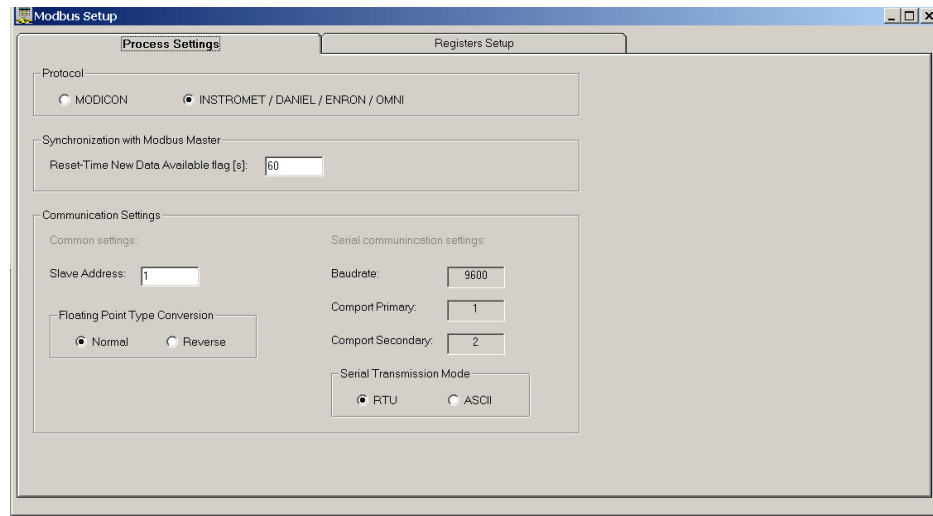 Modbus Setup
Process Settings
Registers Setup
Protocol
MODICON
INSTROMET / DANIEL / ENRON / OMNI
Synchronization with Modbus Master
Reset-Time New Data Available flag [s]:
60
Communication Settings
Common settings:
Serial communincation settings:
Slave Address:
1
Baudrate:
9600
Floating Point Type Conversion
Comport Primary:
1
Normal
Reverse
Comport Secondary:
2
Serial Transmission Mode
RTU
ASCII